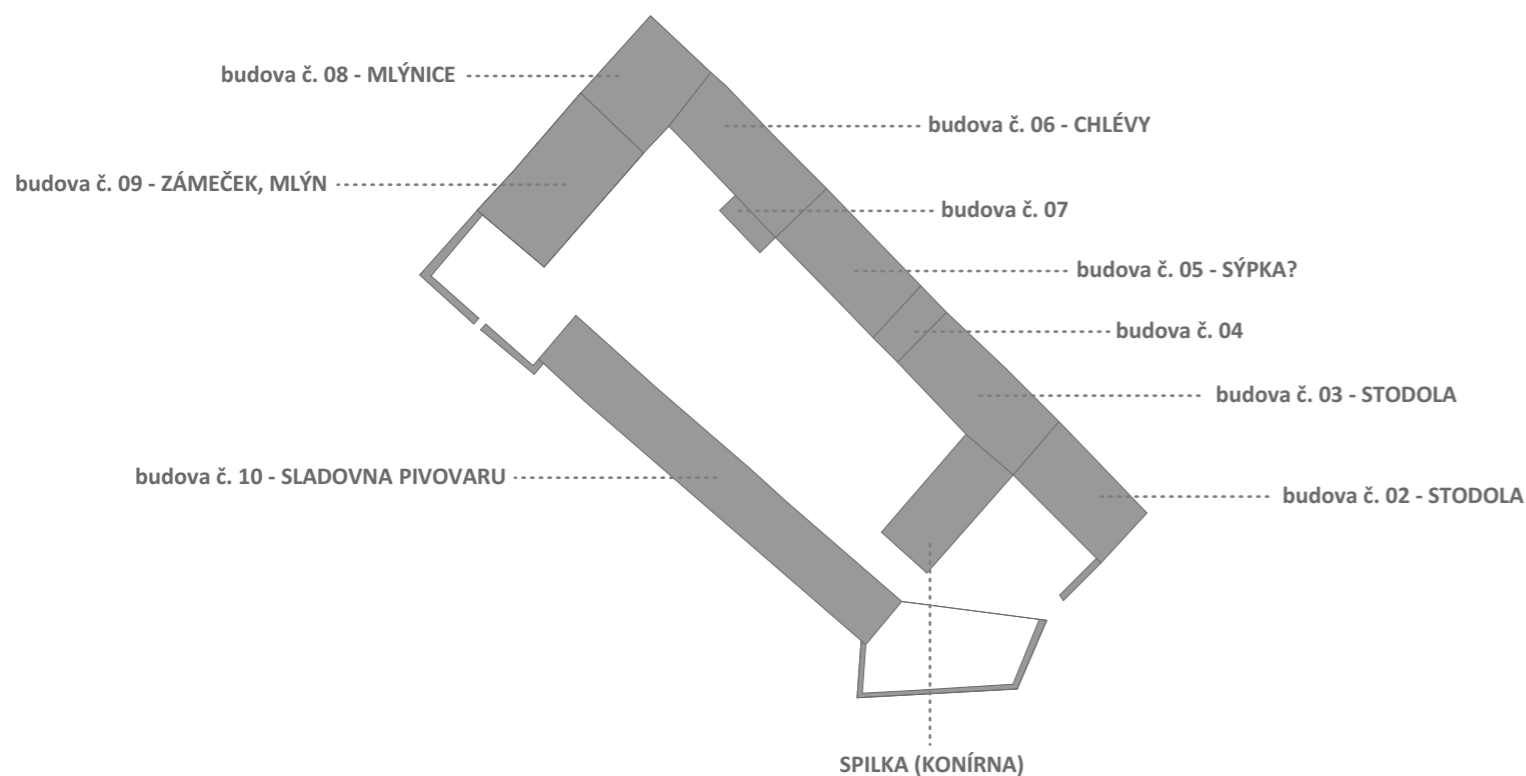 budova č. 08 - MLÝNICE
budova č. 06 - CHLÉVY
budova č. 09 - ZÁMEČEK, MLÝN
budova č. 07
budova č. 05 - SÝPKA?
budova č. 04
budova č. 03 - STODOLA
budova č. 10 - SLADOVNA PIVOVARU
budova č. 02 - STODOLA
SPILKA (KONÍRNA)